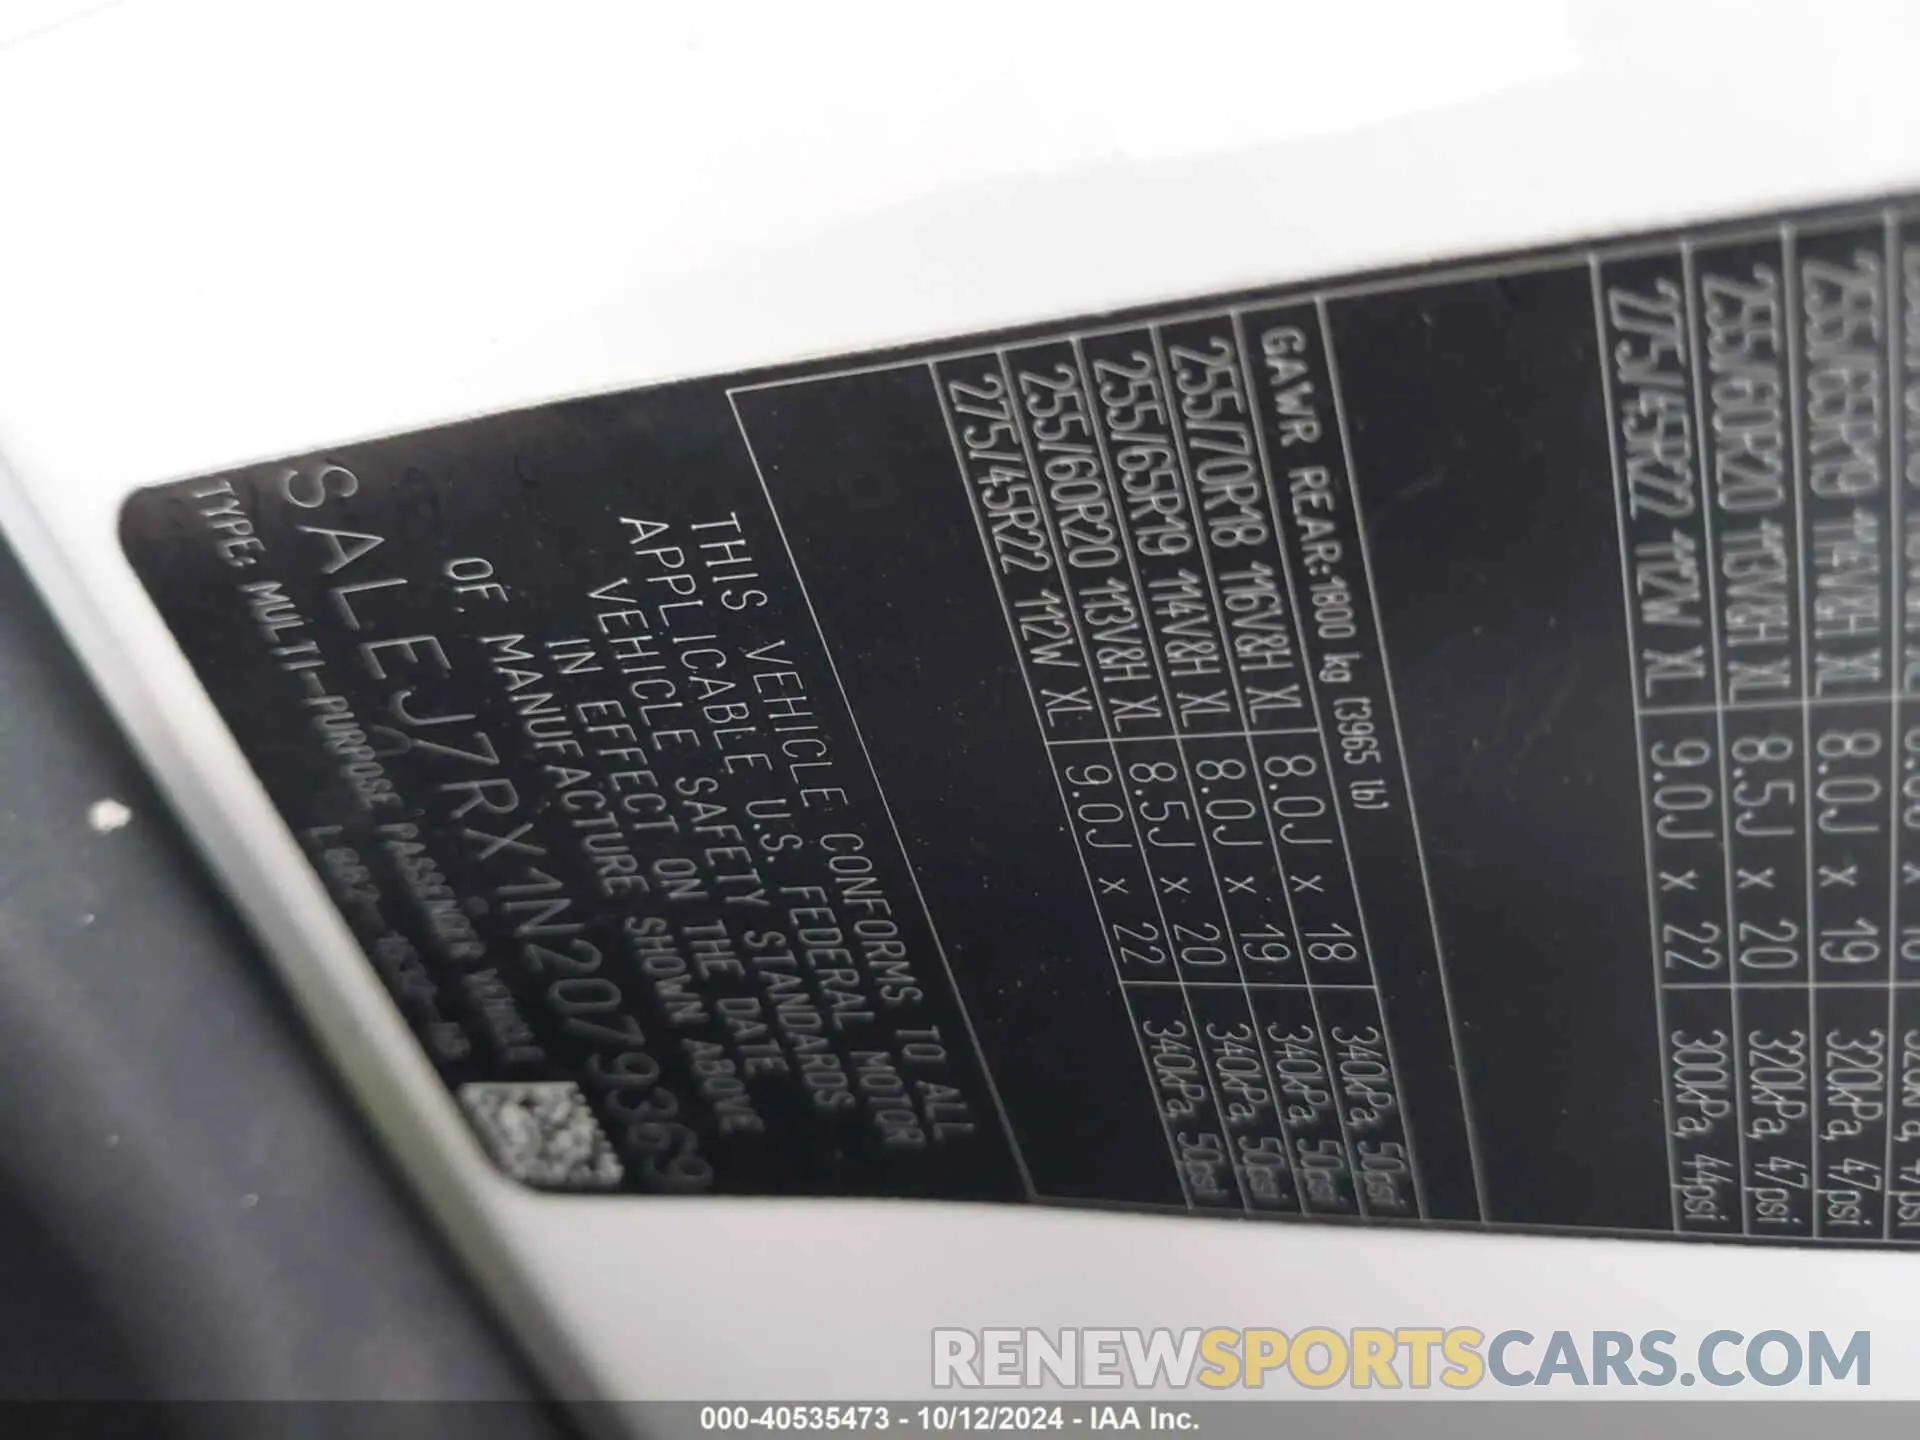 255/65R19 114V&H XL 8.0J x 19 320kPa, 47psi
255/60R20 113V&H XL 8.5J x 20 320kPa, 47psi
275/45R22 112W XL 9.0J x 22 300kPa, 44psi
GAWR REAR:1800 kg (3965 lb)
255/70R18 116V&H XL 8.0J x 18 340kPa, 50psi
255/65R19 114V&H XL 8.0J x 19 340kPa, 50psi
255/60R20 113V&H XL 8.5J x 20 340kPa, 50psi
275/45R22 112W XL 9.0J x 22 340kPa, 50psi
THIS VEHICLE CONFORMS TO ALL
APPLICABLE U.S. FEDERAL MOTOR
VEHICLE SAFETY STANDARDS
IN EFFECT ON THE DATE
OF MANUFACTURE SHOWN ABOVE
SALEJ7RX1N2079369
TYPE: MULTI-PURPOSE PASSENGER VEHICLE
RENEWSPORTSCARS.COM
000-40535473 - 10/12/2024 - IAA Inc.